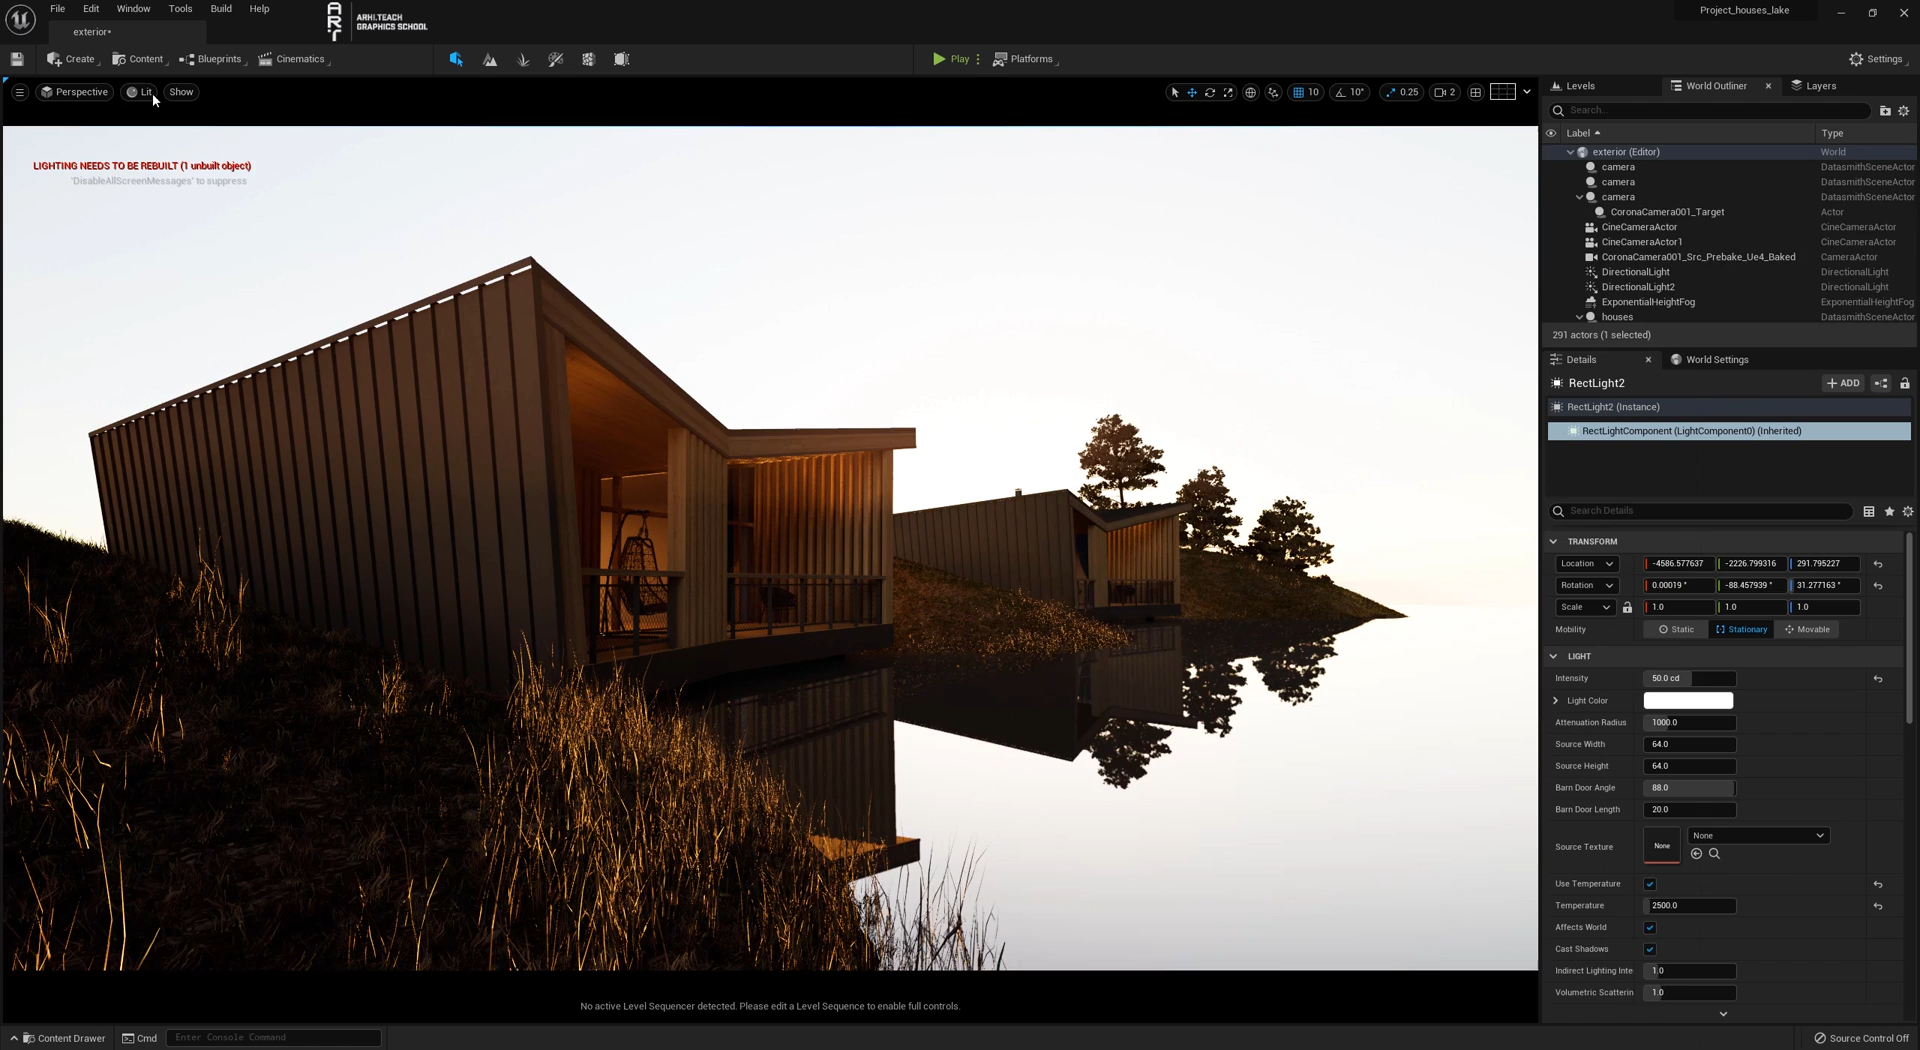 File Edit Window Tools Build Help
ARHI.TEACH
GRAPHICS SCHOOL
Project_houses_lake
exterior*
Create Content Blueprints Cinematics Play Platforms Settings
Perspective Lit Show 10 10° 0.25 2
Levels World Outliner Layers
Search...
Label Type
exterior (Editor) World
camera DatasmithSceneActor
camera DatasmithSceneActor
camera DatasmithSceneActor
CoronaCamera001_Target Actor
CineCameraActor CineCameraActor
CineCameraActor1 CineCameraActor
CoronaCamera001_Src_Prebake_Ue4_Baked CameraActor
DirectionalLight DirectionalLight
DirectionalLight2 DirectionalLight
ExponentialHeightFog ExponentialHeightFog
houses DatasmithSceneActor
291 actors (1 selected)
LIGHTING NEEDS TO BE REBUILT (1 unbuilt object)
'DisableAllScreenMessages' to suppress
Details World Settings
RectLight2 + ADD
RectLight2 (Instance)
RectLightComponent (LightComponent0) (Inherited)
Search Details
TRANSFORM
Location -4586.577637 -2226.799316 291.795227
Rotation 0.00019 ° -88.457939 ° 31.277163 °
Scale 1.0 1.0 1.0
Mobility Static Stationary Movable
LIGHT
Intensity 50.0 cd
Light Color
Attenuation Radius 1000.0
Source Width 64.0
Source Height 64.0
Barn Door Angle 88.0
Barn Door Length 20.0
Source Texture None None
Use Temperature
Temperature 2500.0
Affects World
Cast Shadows
Indirect Lighting Inte 1.0
Volumetric Scatterin 1.0
No active Level Sequencer detected. Please edit a Level Sequence to enable full controls.
Content Drawer Cmd Enter Console Command Source Control Off